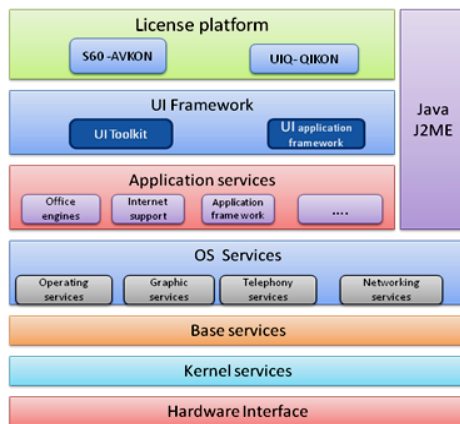 License platform
S60 -AVKON
UIQ- QIKON
Java
J2ME
UI Framework
UI Toolkit
UI application
framework
Application services
Office
engines
Internet
support
Application
frame work
....
OS Services
Operating
services
Graphic
services
Telephony
services
Networking
services
Base services
Kernel services
Hardware Interface